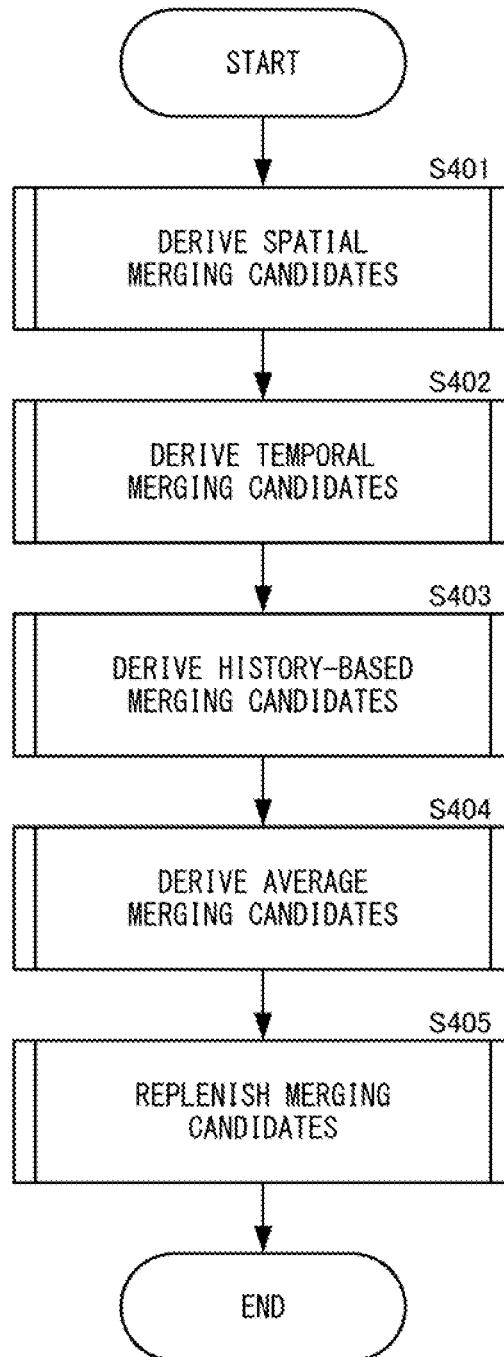 START
S401
DERIVE SPATIAL
MERGING CANDIDATES
S402
DERIVE TEMPORAL
MERGING CANDIDATES
S403
DERIVE HISTORY-BASED
MERGING CANDIDATES
S404
DERIVE AVERAGE
MERGING CANDIDATES
S405
REPLENISH MERGING
CANDIDATES
END